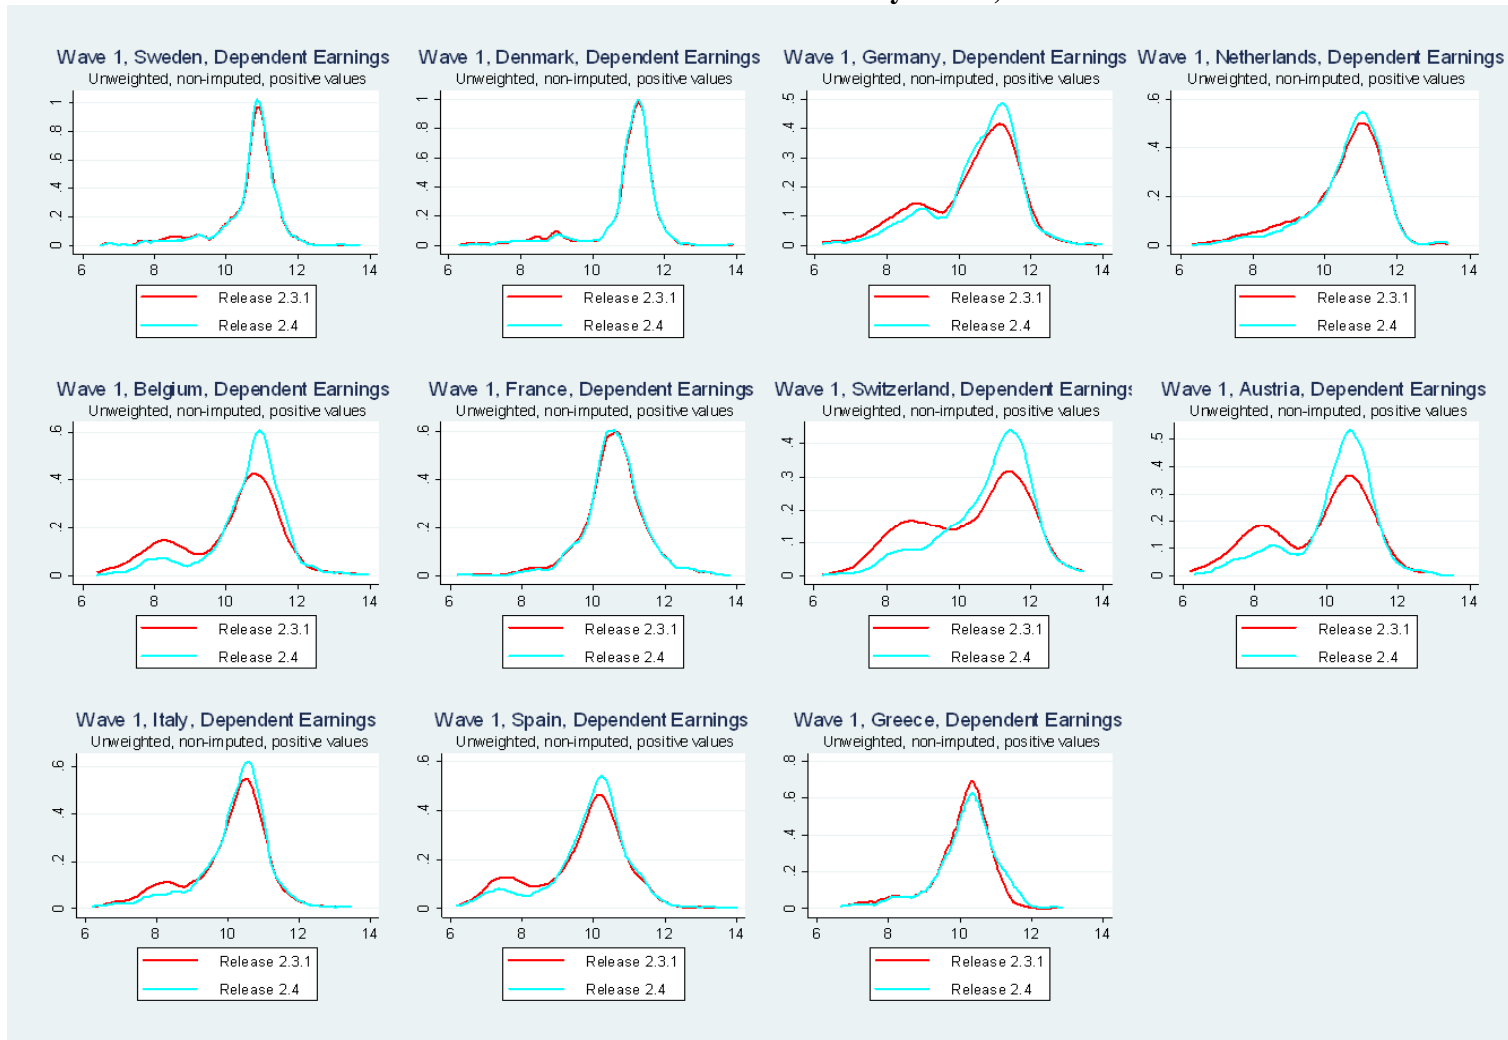 Wave 1, Sweden, Dependent Earnings
Unweighted, non-imputed, positive values
0 .2 .4 .6 .8 1
6 8 10 12 14
Release 2.3.1
Release 2.4
Wave 1, Denmark, Dependent Earnings
Unweighted, non-imputed, positive values
0 .2 .4 .6 .8 1
6 8 10 12 14
Release 2.3.1
Release 2.4
Wave 1, Germany, Dependent Earnings
Unweighted, non-imputed, positive values
0 .1 .2 .3 .4 .5
6 8 10 12 14
Release 2.3.1
Release 2.4
Wave 1, Netherlands, Dependent Earnings
Unweighted, non-imputed, positive values
0 .2 .4 .6
6 8 10 12 14
Release 2.3.1
Release 2.4
Wave 1, Belgium, Dependent Earnings
Unweighted, non-imputed, positive values
0 .2 .4 .6
6 8 10 12 14
Release 2.3.1
Release 2.4
Wave 1, France, Dependent Earnings
Unweighted, non-imputed, positive values
0 .2 .4 .6
6 8 10 12 14
Release 2.3.1
Release 2.4
Wave 1, Switzerland, Dependent Earnings
Unweighted, non-imputed, positive values
0 .1 .2 .3 .4
6 8 10 12 14
Release 2.3.1
Release 2.4
Wave 1, Austria, Dependent Earnings
Unweighted, non-imputed, positive values
0 .1 .2 .3 .4 .5
6 8 10 12 14
Release 2.3.1
Release 2.4
Wave 1, Italy, Dependent Earnings
Unweighted, non-imputed, positive values
0 .2 .4 .6
6 8 10 12 14
Release 2.3.1
Release 2.4
Wave 1, Spain, Dependent Earnings
Unweighted, non-imputed, positive values
0 .2 .4 .6
6 8 10 12 14
Release 2.3.1
Release 2.4
Wave 1, Greece, Dependent Earnings
Unweighted, non-imputed, positive values
0 .2 .4 .6 .8
6 8 10 12 14
Release 2.3.1
Release 2.4